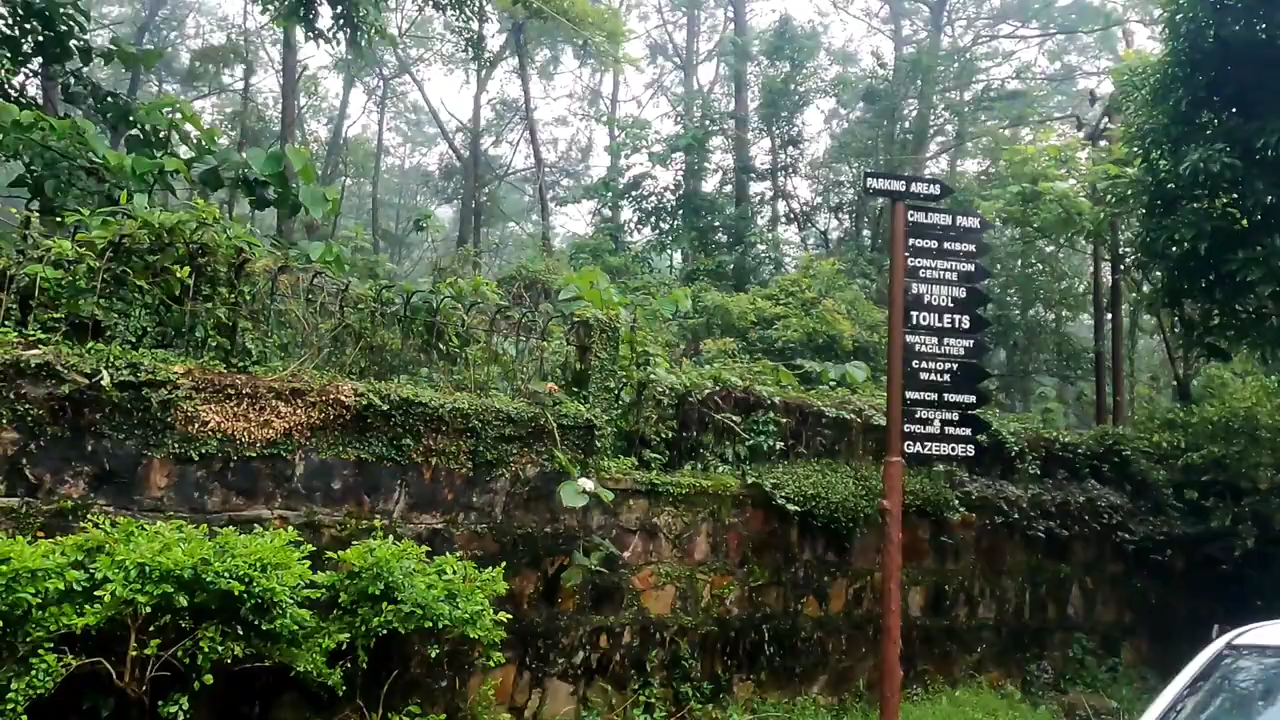 PARKING AREAS
CHILDREN PARK
FOOD KISOK
CONVENTION
CENTRE
SWIMMING
POOL
TOILETS
WATER FRONT
FACILITIES
CANOPY
WALK
WATCH TOWER
JOGGING
&
CYCLING TRACK
GAZEBOES